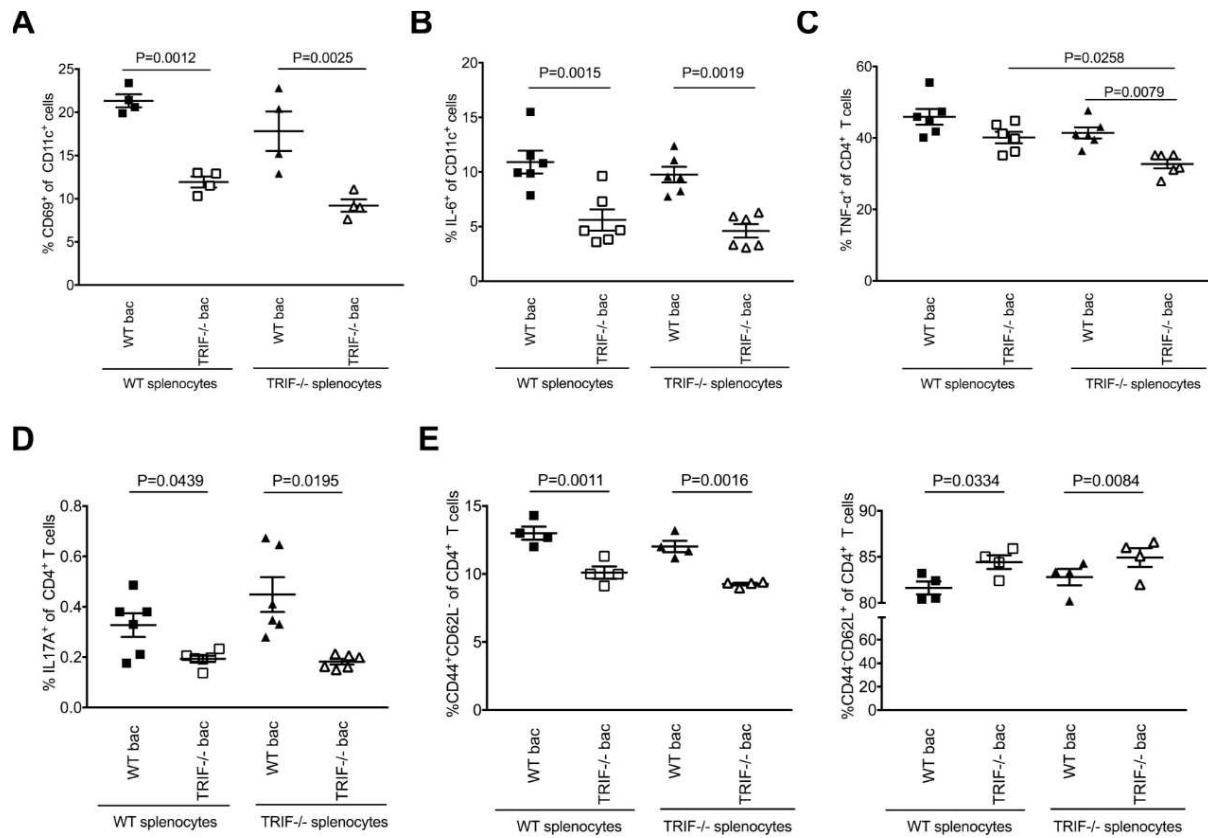 A
P=0.0012
P=0.0025
% CD69⁺ of CD11c⁺ cells
25
20
15
10
5
0
WT bac
TRIF-/- bac
WT bac
TRIF-/- bac
WT splenocytes
TRIF-/- splenocytes
B
P=0.0015
P=0.0019
% IL-6⁺ of CD11c⁺ cells
20
15
10
5
0
WT bac
TRIF-/- bac
WT bac
TRIF-/- bac
WT splenocytes
TRIF-/- splenocytes
C
P=0.0258
P=0.0079
% TNF-α⁺ of CD4⁺ T cells
60
40
20
0
WT bac
TRIF-/- bac
WT bac
TRIF-/- bac
WT splenocytes
TRIF-/- splenocytes
D
P=0.0439
P=0.0195
% IL17A⁺ of CD4⁺ T cells
0.8
0.6
0.4
0.2
0.0
WT bac
TRIF-/- bac
WT bac
TRIF-/- bac
WT splenocytes
TRIF-/- splenocytes
E
P=0.0011
P=0.0016
%CD44⁺CD62L⁻ of CD4⁺ T cells
15
10
5
0
WT bac
TRIF-/- bac
WT bac
TRIF-/- bac
WT splenocytes
TRIF-/- splenocytes
P=0.0334
P=0.0084
%CD44⁻CD62L⁺ of CD4⁺ T cells
90
85
80
80
60
40
20
0
WT bac
TRIF-/- bac
WT bac
TRIF-/- bac
WT splenocytes
TRIF-/- splenocytes